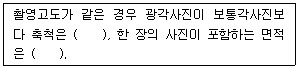 촬영고도가 같은 경우 광각사진이 보통각사진보
다 축척은 (    ), 한 장의 사진이 포함하는 면적
은 (    ).